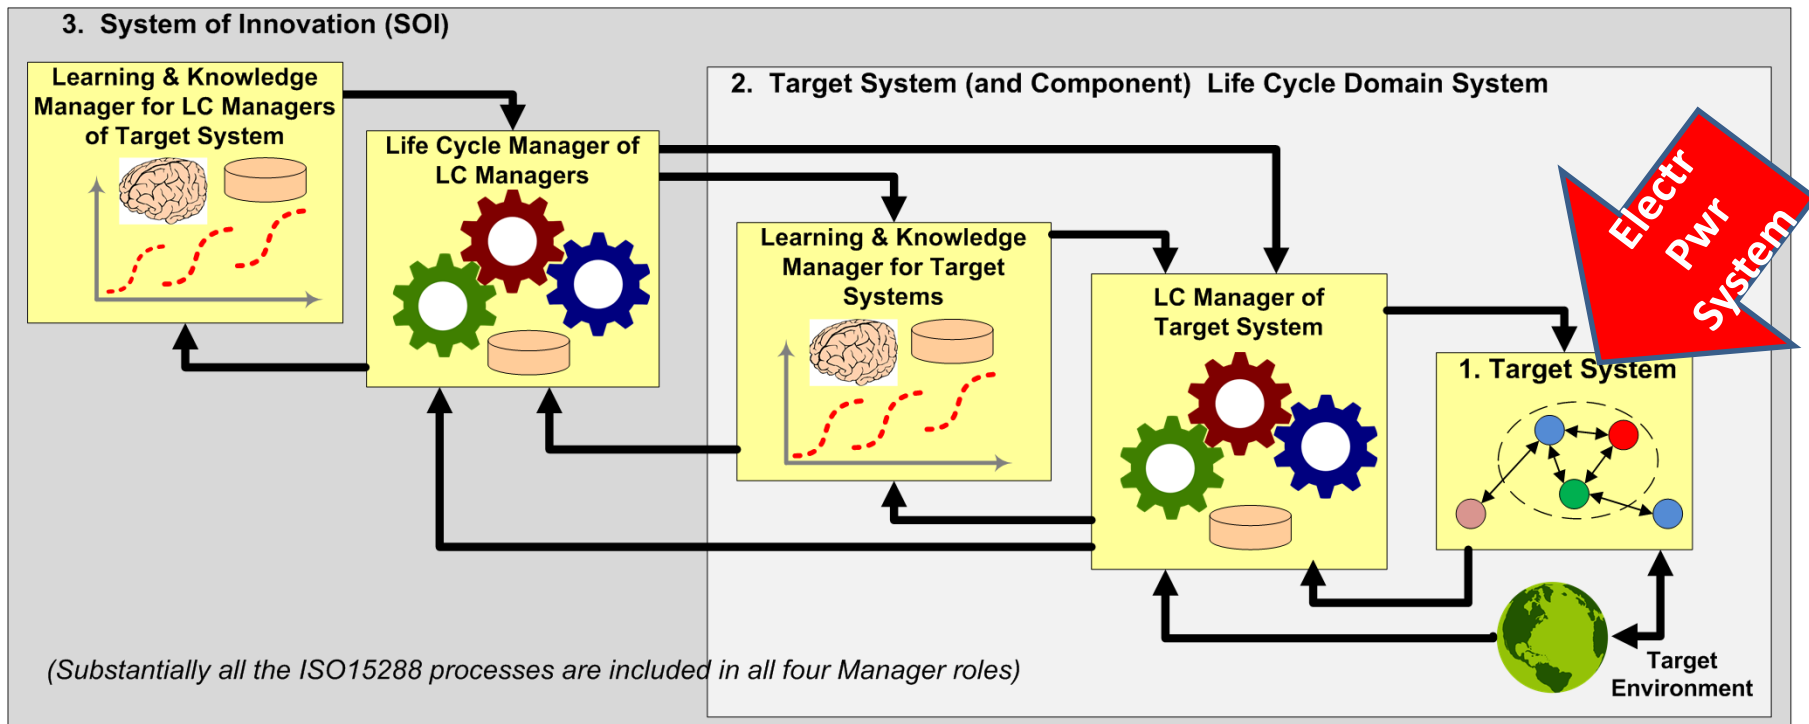 3.  System of Innovation (SOI)
Learning & Knowledge
Manager for LC Managers
of Target System
2.  Target System (and Component)  Life Cycle Domain System
Life Cycle Manager of
LC Managers
Learning & Knowledge
Manager for Target
Systems
LC Manager of
Target System
Electr
Pwr
System
1. Target System
Target
Environment
(Substantially all the ISO15288 processes are included in all four Manager roles)